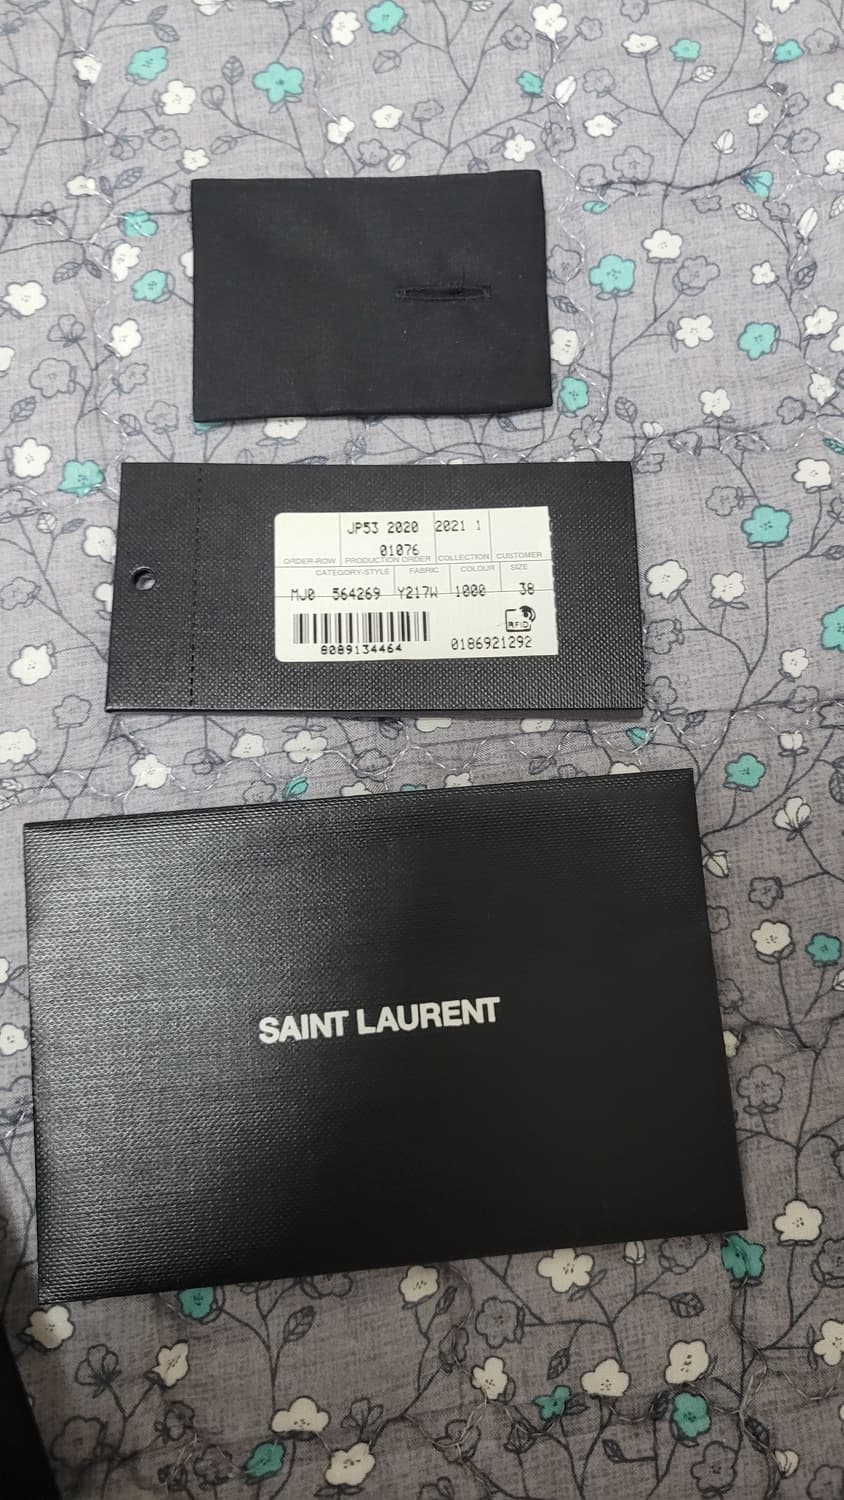 JP53 2020 2021 1
01076
ORDER-ROW PRODUCTION ORDER COLLECTION CUSTOMER
CATEGORY-STYLE FABRIC COLOUR SIZE
MJ0 564269 Y217W 1000 38
RFID
8089134464 0186921292
SAINT LAURENT